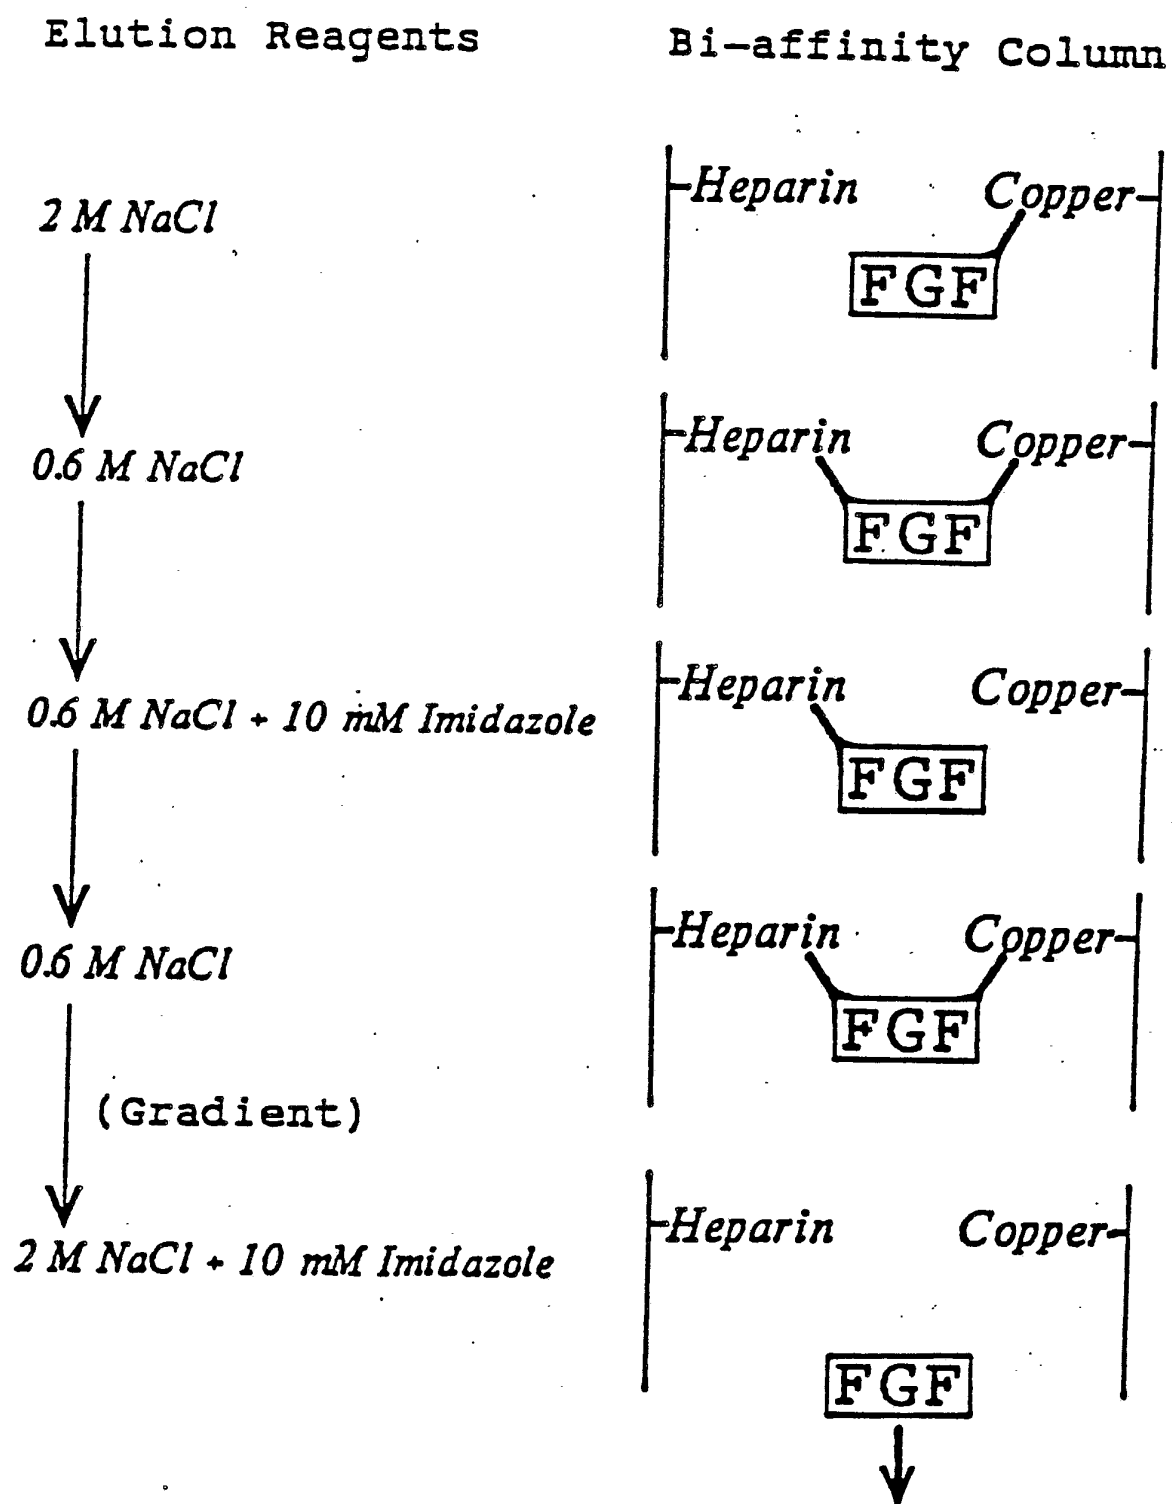 Elution Reagents
Bi-affinity Column
2 M NaCl
-Heparin Copper-
FGF
0.6 M NaCl
-Heparin Copper-
FGF
0.6 M NaCl + 10 mM Imidazole
-Heparin Copper-
FGF
0.6 M NaCl
-Heparin Copper-
FGF
(Gradient)
2 M NaCl + 10 mM Imidazole
-Heparin Copper-
FGF